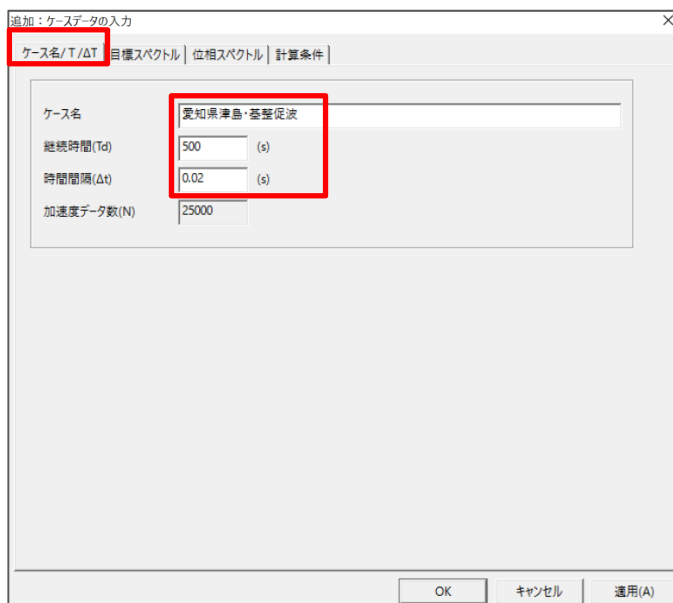 追加：ケースデータの入力
ケース名/T/ΔT 目標スペクトル 位相スペクトル 計算条件
ケース名 愛知県津島・基整促波
継続時間(Td) 500 (s)
時間間隔(Δt) 0.02 (s)
加速度データ数(N) 25000
OK キャンセル 適用(A)